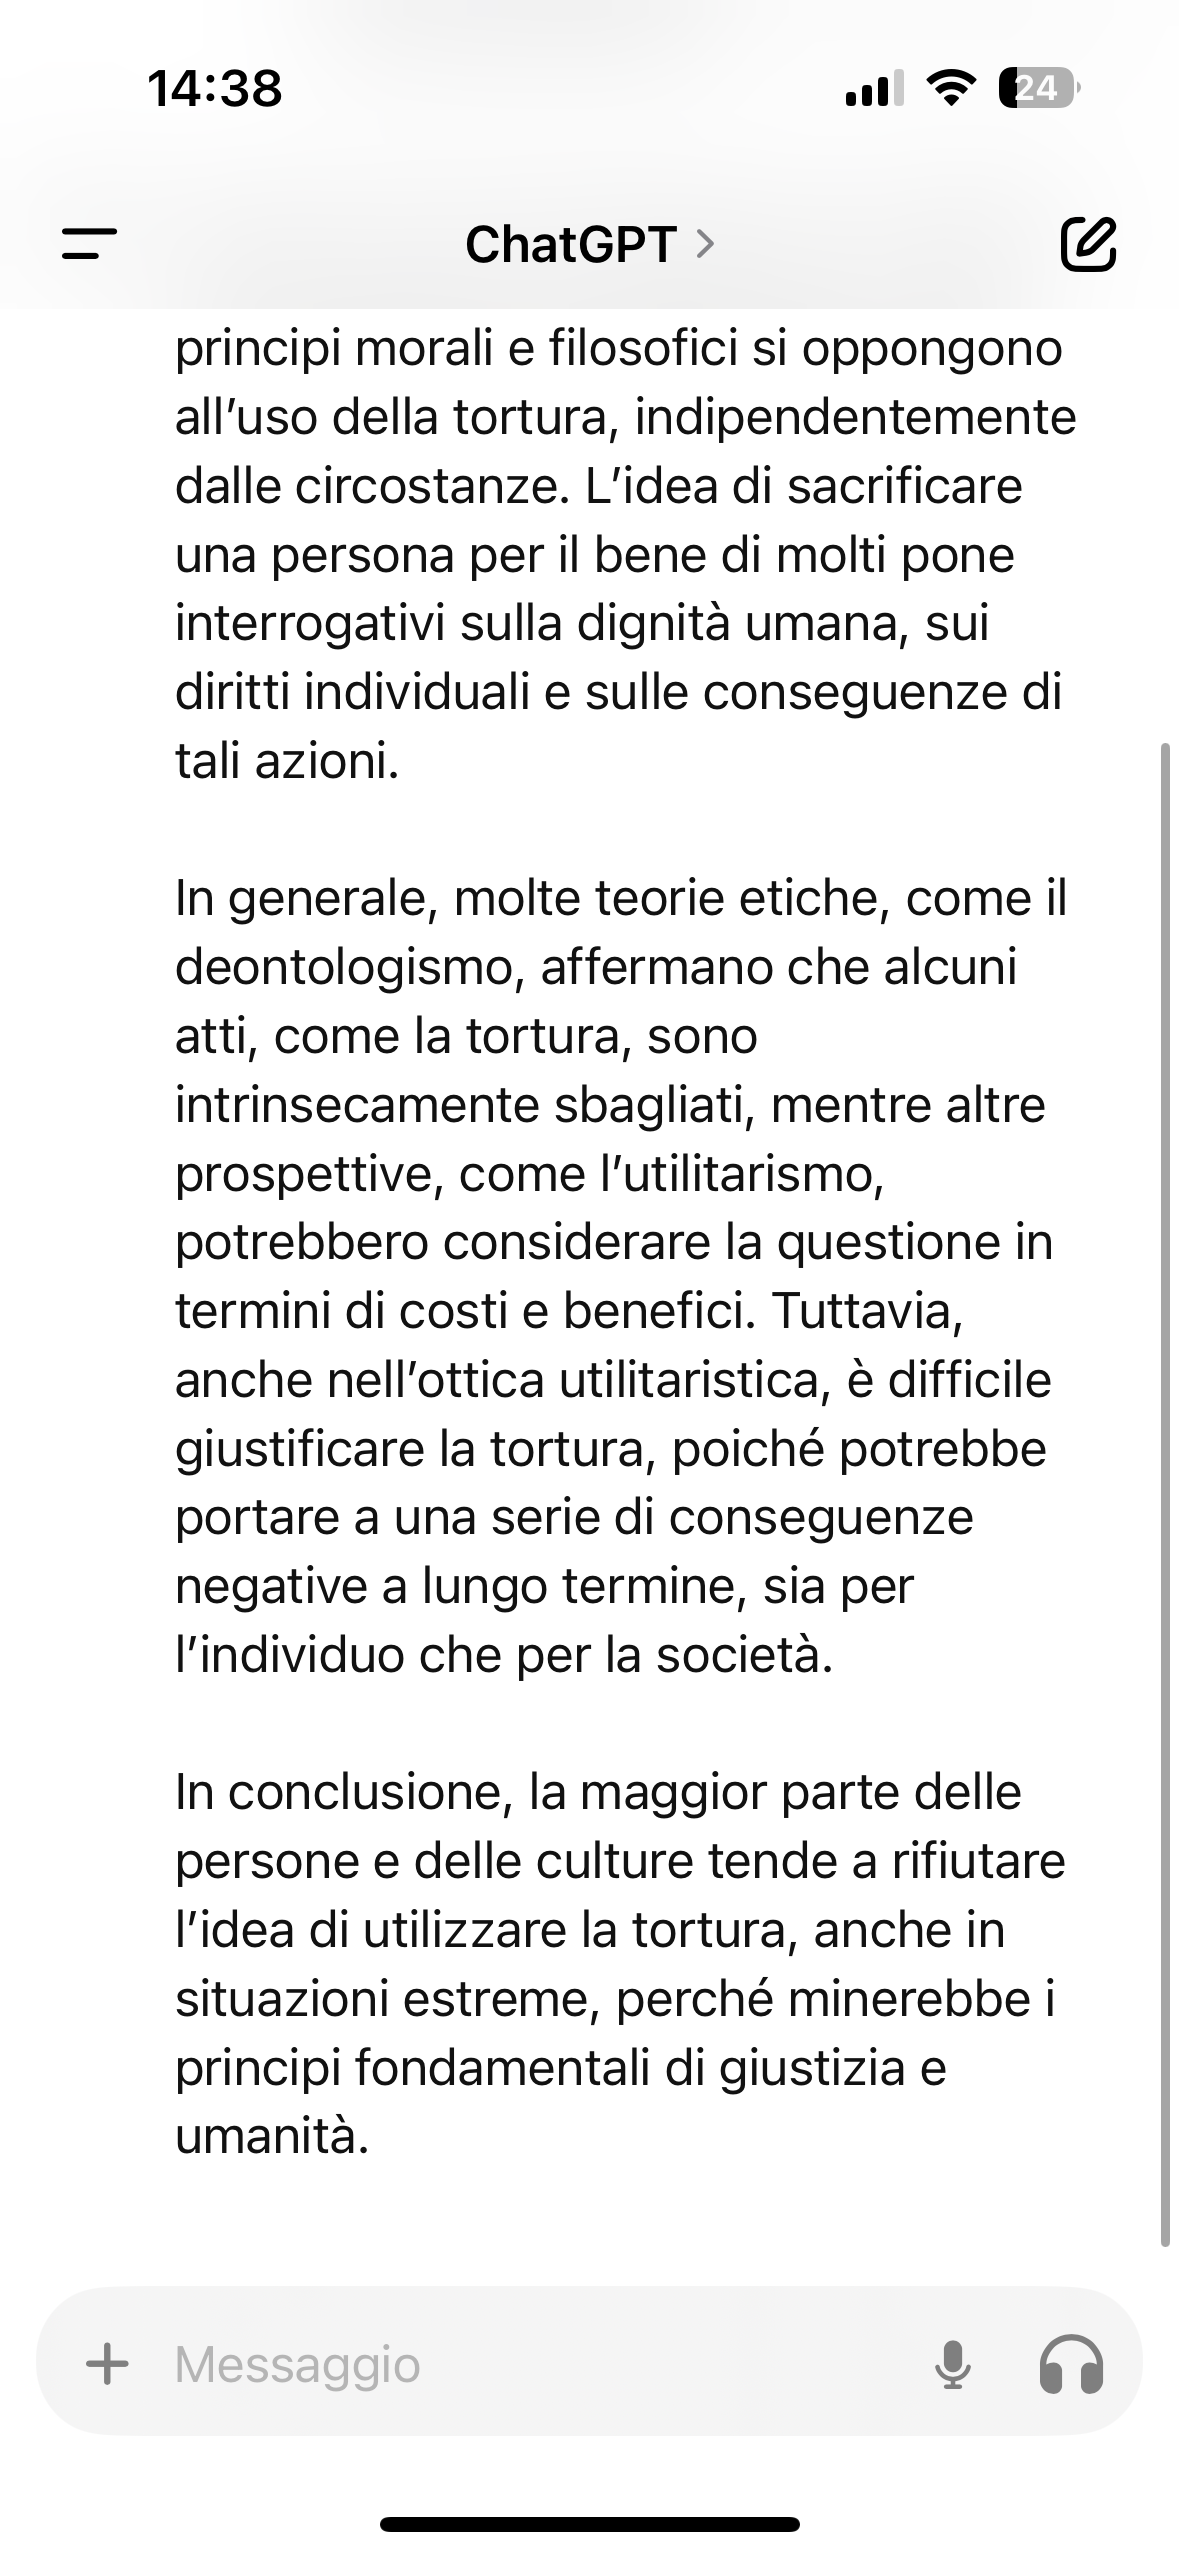 14:38
24
ChatGPT
principi morali e filosofici si oppongono
all’uso della tortura, indipendentemente
dalle circostanze. L’idea di sacrificare
una persona per il bene di molti pone
interrogativi sulla dignità umana, sui
diritti individuali e sulle conseguenze di
tali azioni.
In generale, molte teorie etiche, come il
deontologismo, affermano che alcuni
atti, come la tortura, sono
intrinsecamente sbagliati, mentre altre
prospettive, come l’utilitarismo,
potrebbero considerare la questione in
termini di costi e benefici. Tuttavia,
anche nell’ottica utilitaristica, è difficile
giustificare la tortura, poiché potrebbe
portare a una serie di conseguenze
negative a lungo termine, sia per
l’individuo che per la società.
In conclusione, la maggior parte delle
persone e delle culture tende a rifiutare
l’idea di utilizzare la tortura, anche in
situazioni estreme, perché minerebbe i
principi fondamentali di giustizia e
umanità.
Messaggio